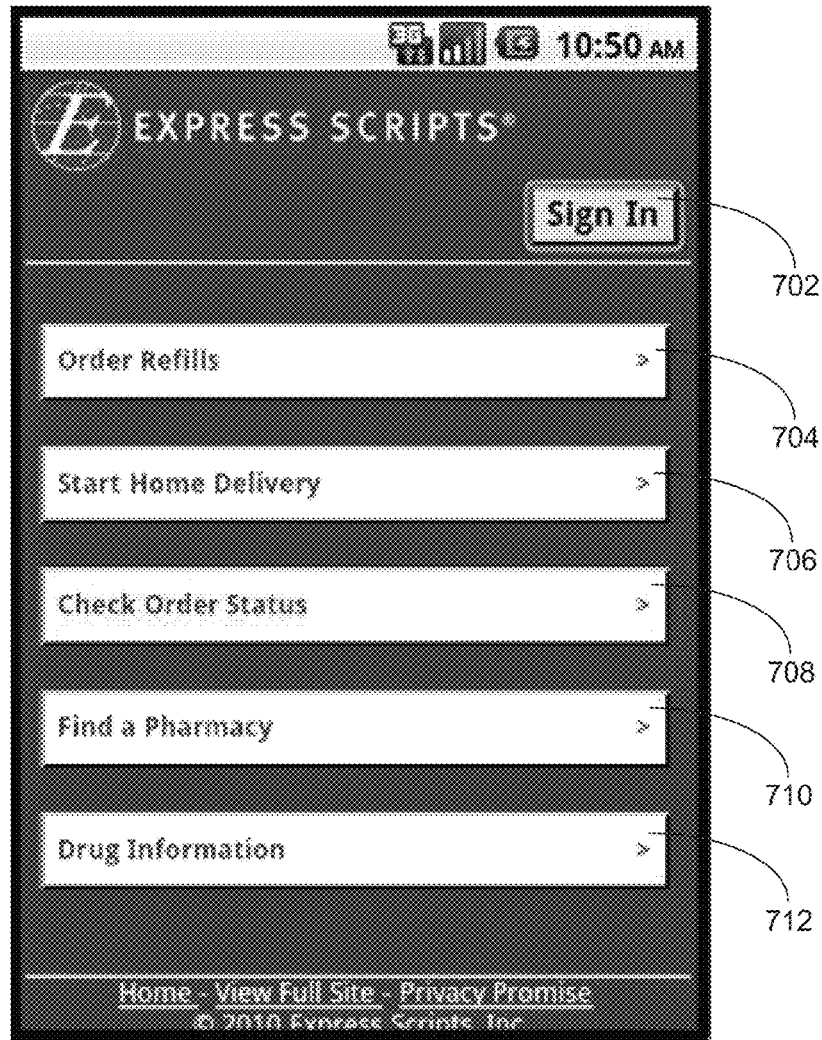 3G 10:50 AM
E EXPRESS SCRIPTS®
Sign In
702
Order Refills >
704
Start Home Delivery >
706
Check Order Status >
708
Find a Pharmacy >
710
Drug Information >
712
Home - View Full Site - Privacy Promise
© 2010 Express Scripts, Inc